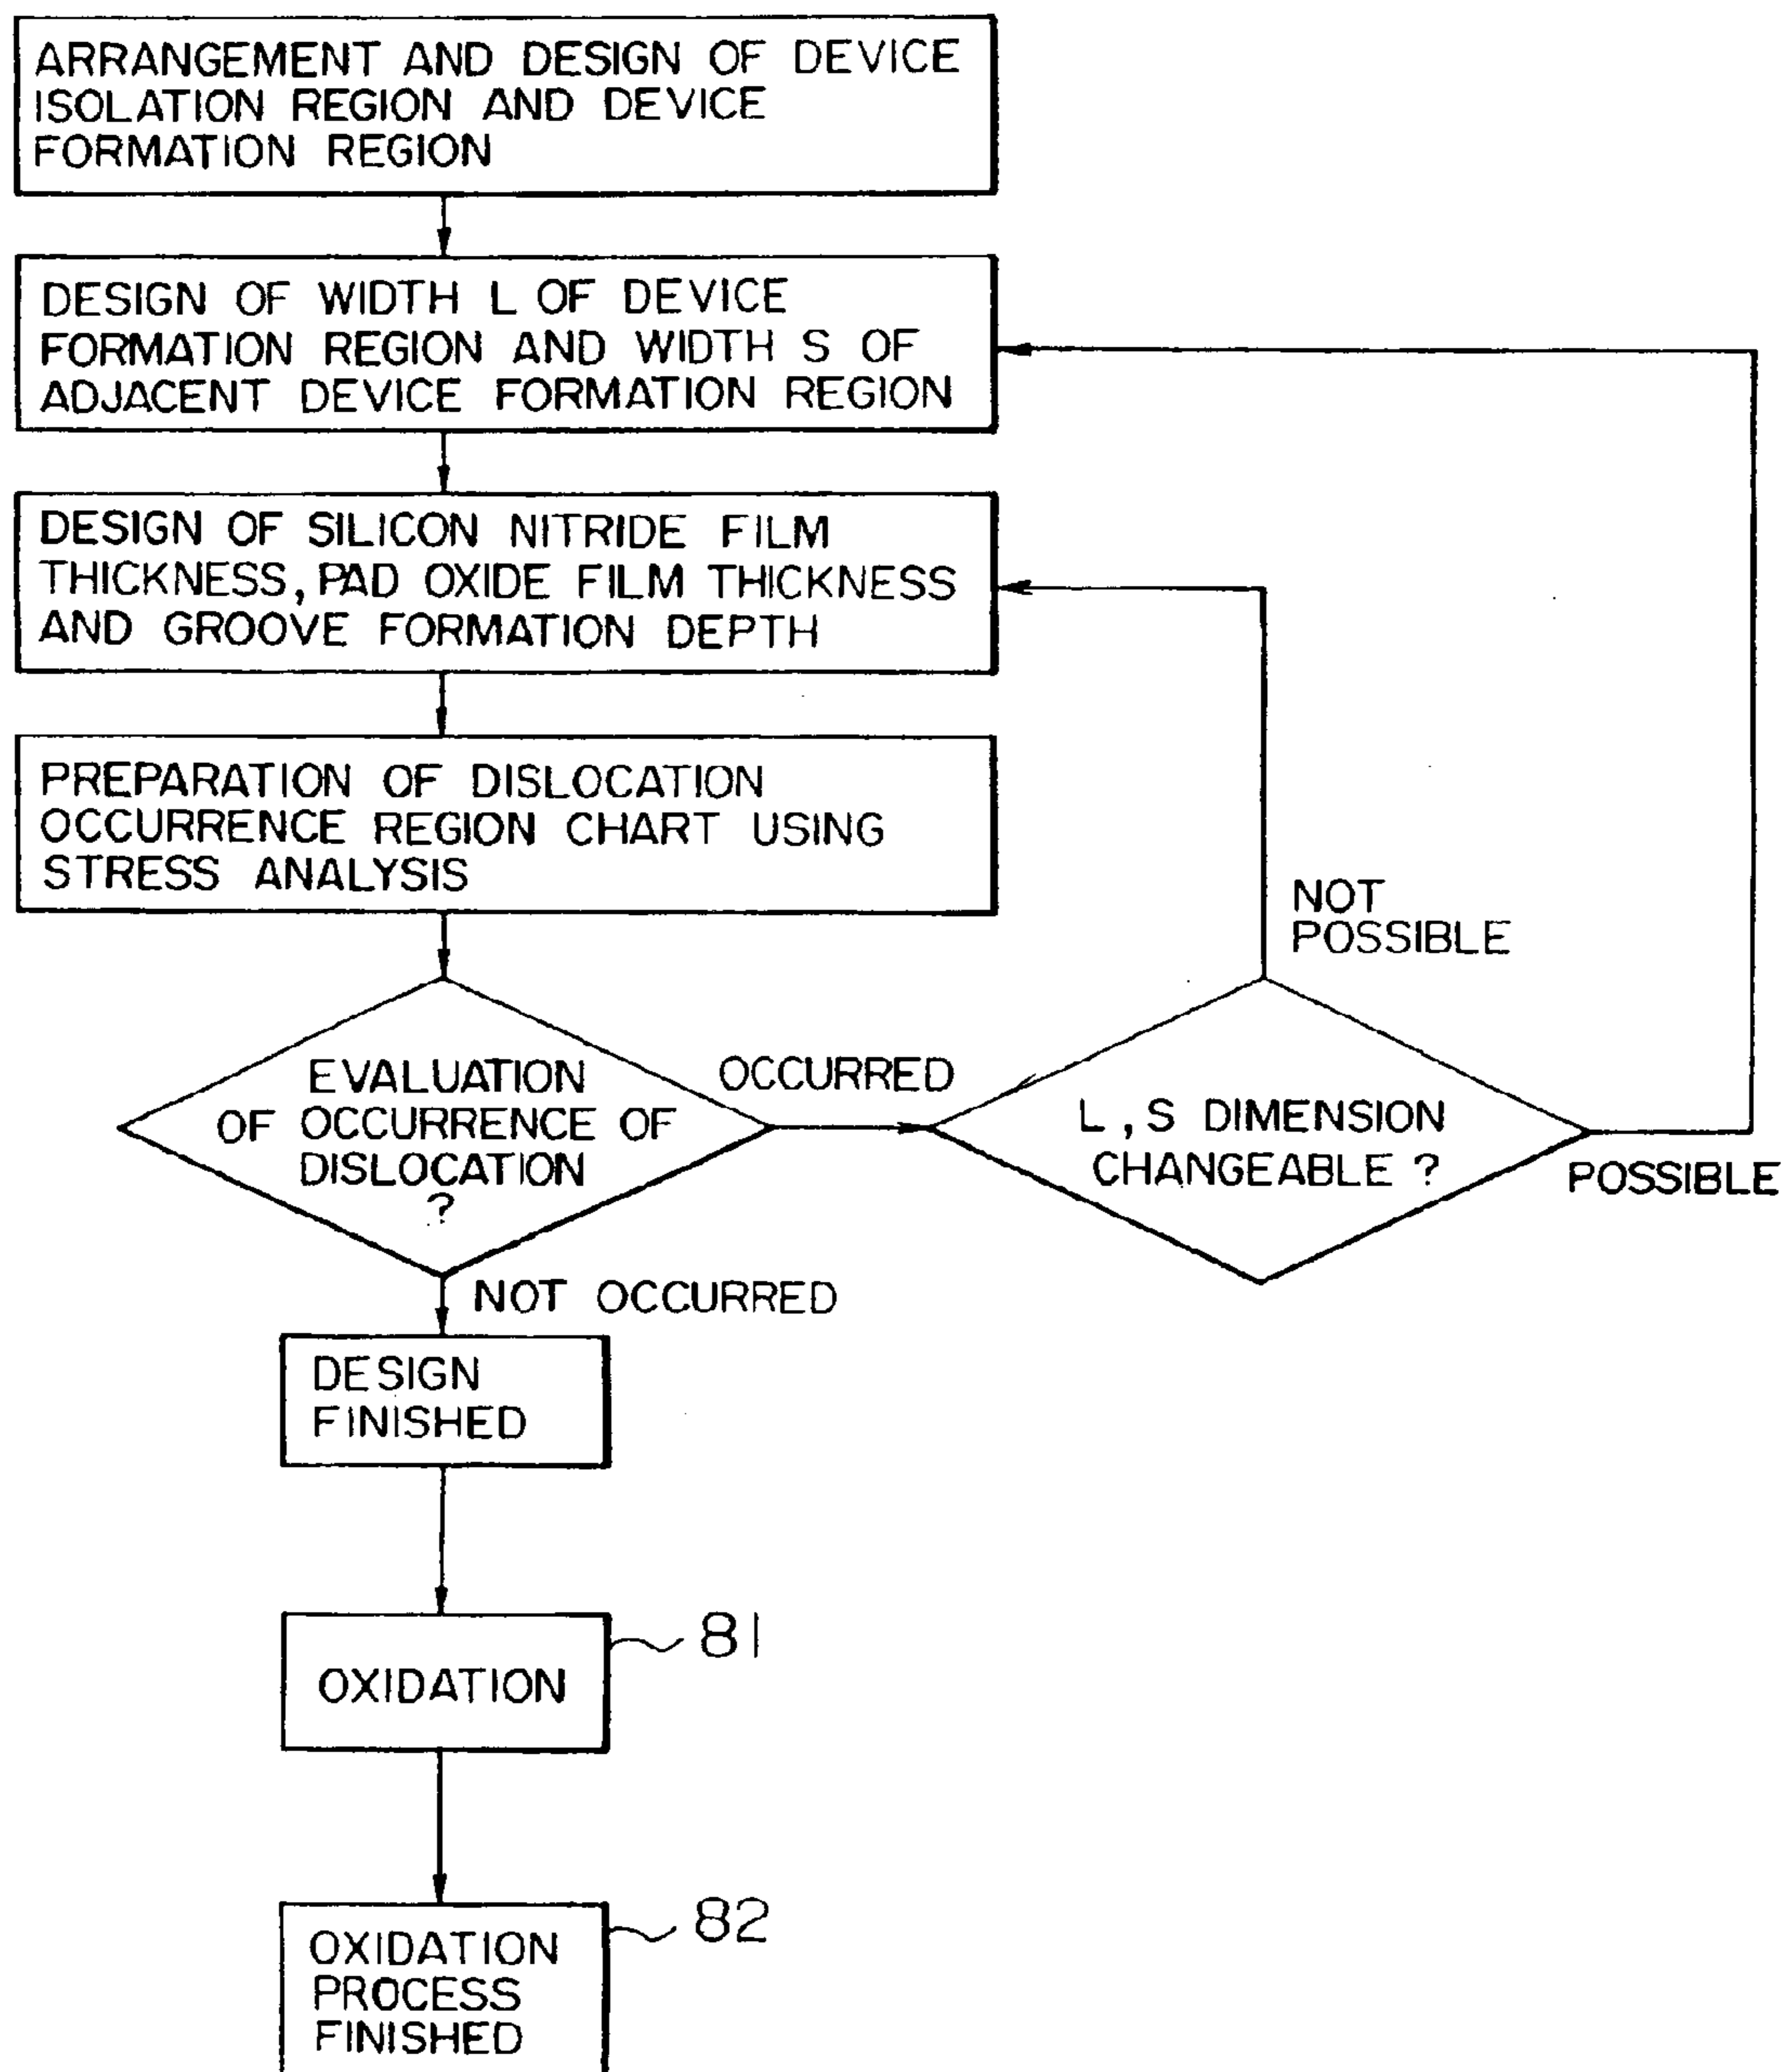 ARRANGEMENT AND DESIGN OF DEVICE
ISOLATION REGION AND DEVICE
FORMATION REGION
DESIGN OF WIDTH L OF DEVICE
FORMATION REGION AND WIDTH S OF
ADJACENT DEVICE FORMATION REGION
DESIGN OF SILICON NITRIDE FILM
THICKNESS, PAD OXIDE FILM THICKNESS
AND GROOVE FORMATION DEPTH
PREPARATION OF DISLOCATION
OCCURRENCE REGION CHART USING
STRESS ANALYSIS
NOT
POSSIBLE
EVALUATION
OF OCCURRENCE OF
DISLOCATION
?
OCCURRED
L, S DIMENSION
CHANGEABLE ?
POSSIBLE
NOT OCCURRED
DESIGN
FINISHED
OXIDATION
81
OXIDATION
PROCESS
FINISHED
82